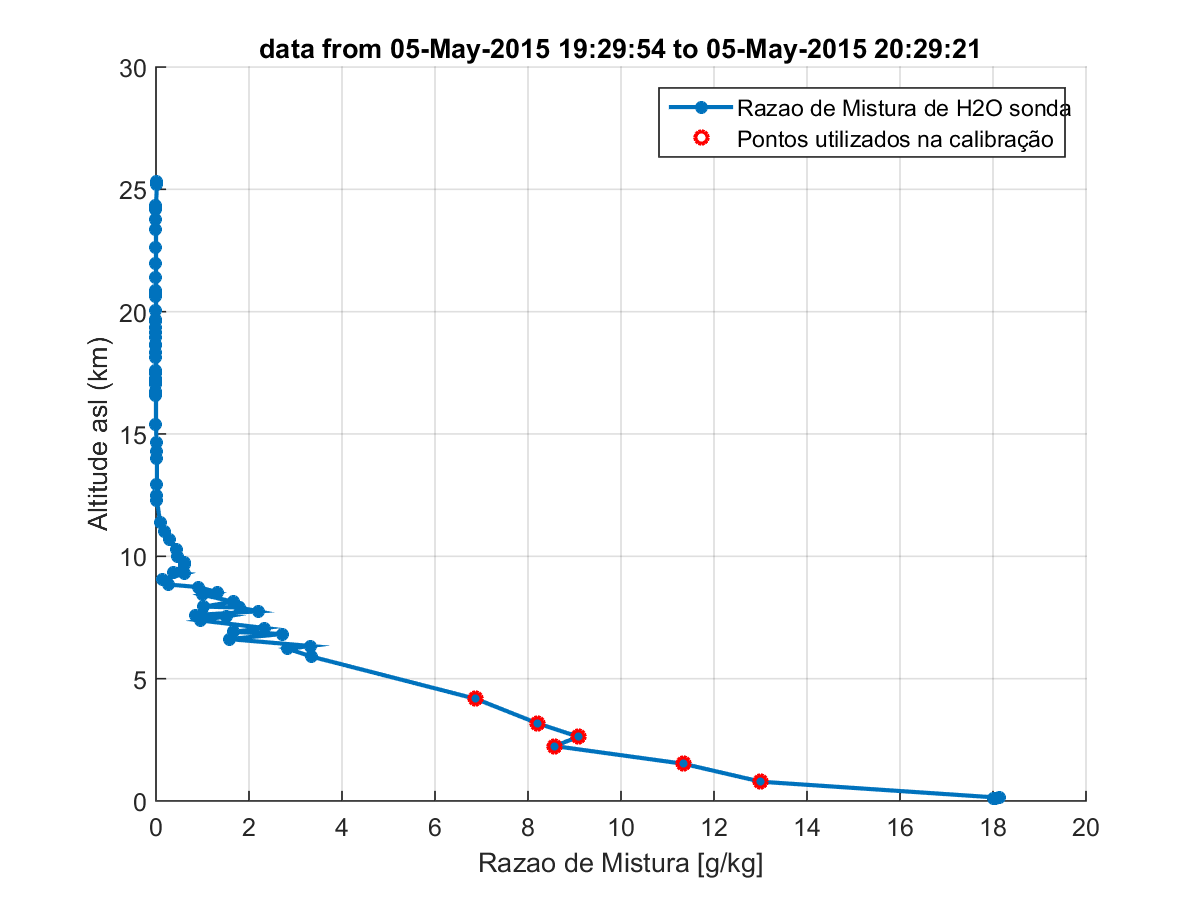 data from 05-May-2015 19:29:54 to 05-May-2015 20:29:21
Razao de Mistura de H2O sonda
Pontos utilizados na calibração
Altitude asl (km)
30
25
20
15
10
5
0
0 2 4 6 8 10 12 14 16 18 20
Razao de Mistura [g/kg]